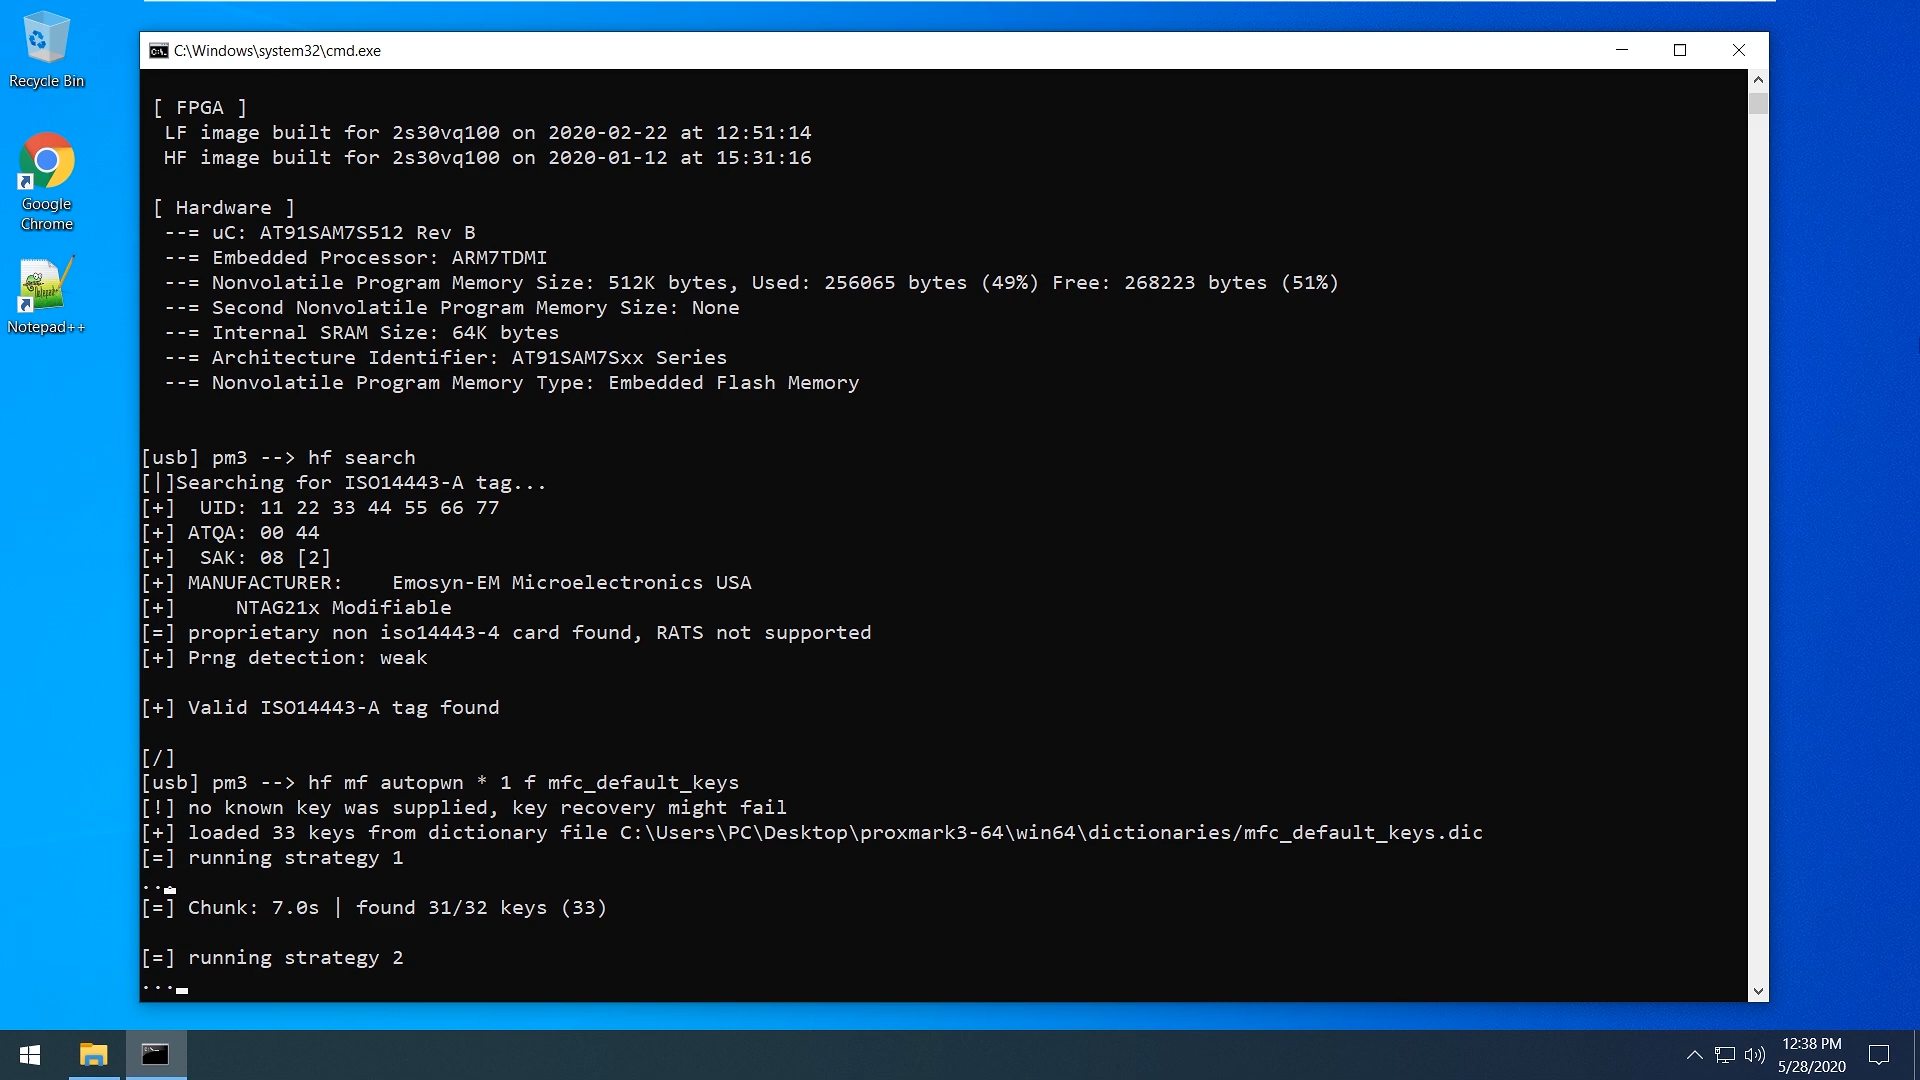 Recycle Bin
Google
Chrome
Notepad++
C:\Windows\system32\cmd.exe
[ FPGA ]
LF image built for 2s30vq100 on 2020-02-22 at 12:51:14
HF image built for 2s30vq100 on 2020-01-12 at 15:31:16
[ Hardware ]
--= uC: AT91SAM7S512 Rev B
--= Embedded Processor: ARM7TDMI
--= Nonvolatile Program Memory Size: 512K bytes, Used: 256065 bytes (49%) Free: 268223 bytes (51%)
--= Second Nonvolatile Program Memory Size: None
--= Internal SRAM Size: 64K bytes
--= Architecture Identifier: AT91SAM7Sxx Series
--= Nonvolatile Program Memory Type: Embedded Flash Memory
[usb] pm3 --> hf search
[|]Searching for ISO14443-A tag...
[+]  UID: 11 22 33 44 55 66 77
[+] ATQA: 00 44
[+]  SAK: 08 [2]
[+] MANUFACTURER:    Emosyn-EM Microelectronics USA
[+]     NTAG21x Modifiable
[=] proprietary non iso14443-4 card found, RATS not supported
[+] Prng detection: weak
[+] Valid ISO14443-A tag found
[/]
[usb] pm3 --> hf mf autopwn * 1 f mfc_default_keys
[!] no known key was supplied, key recovery might fail
[+] loaded 33 keys from dictionary file C:\Users\PC\Desktop\proxmark3-64\win64\dictionaries/mfc_default_keys.dic
[=] running strategy 1
...
[=] Chunk: 7.0s | found 31/32 keys (33)
[=] running strategy 2
...
12:38 PM
5/28/2020